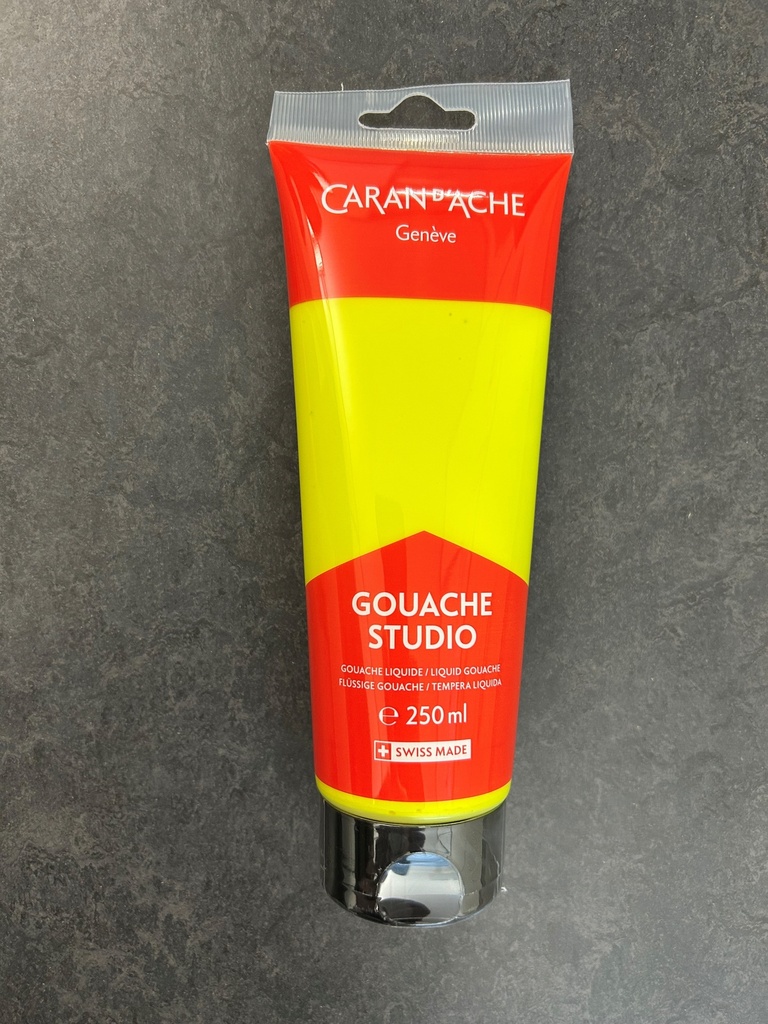 CARAN D'ACHE
Genève
GOUACHE
STUDIO
GOUACHE LIQUIDE / LIQUID GOUACHE
FLÜSSIGE GOUACHE / TEMPERA LIQUIDA
℮ 250 ml
SWISS MADE